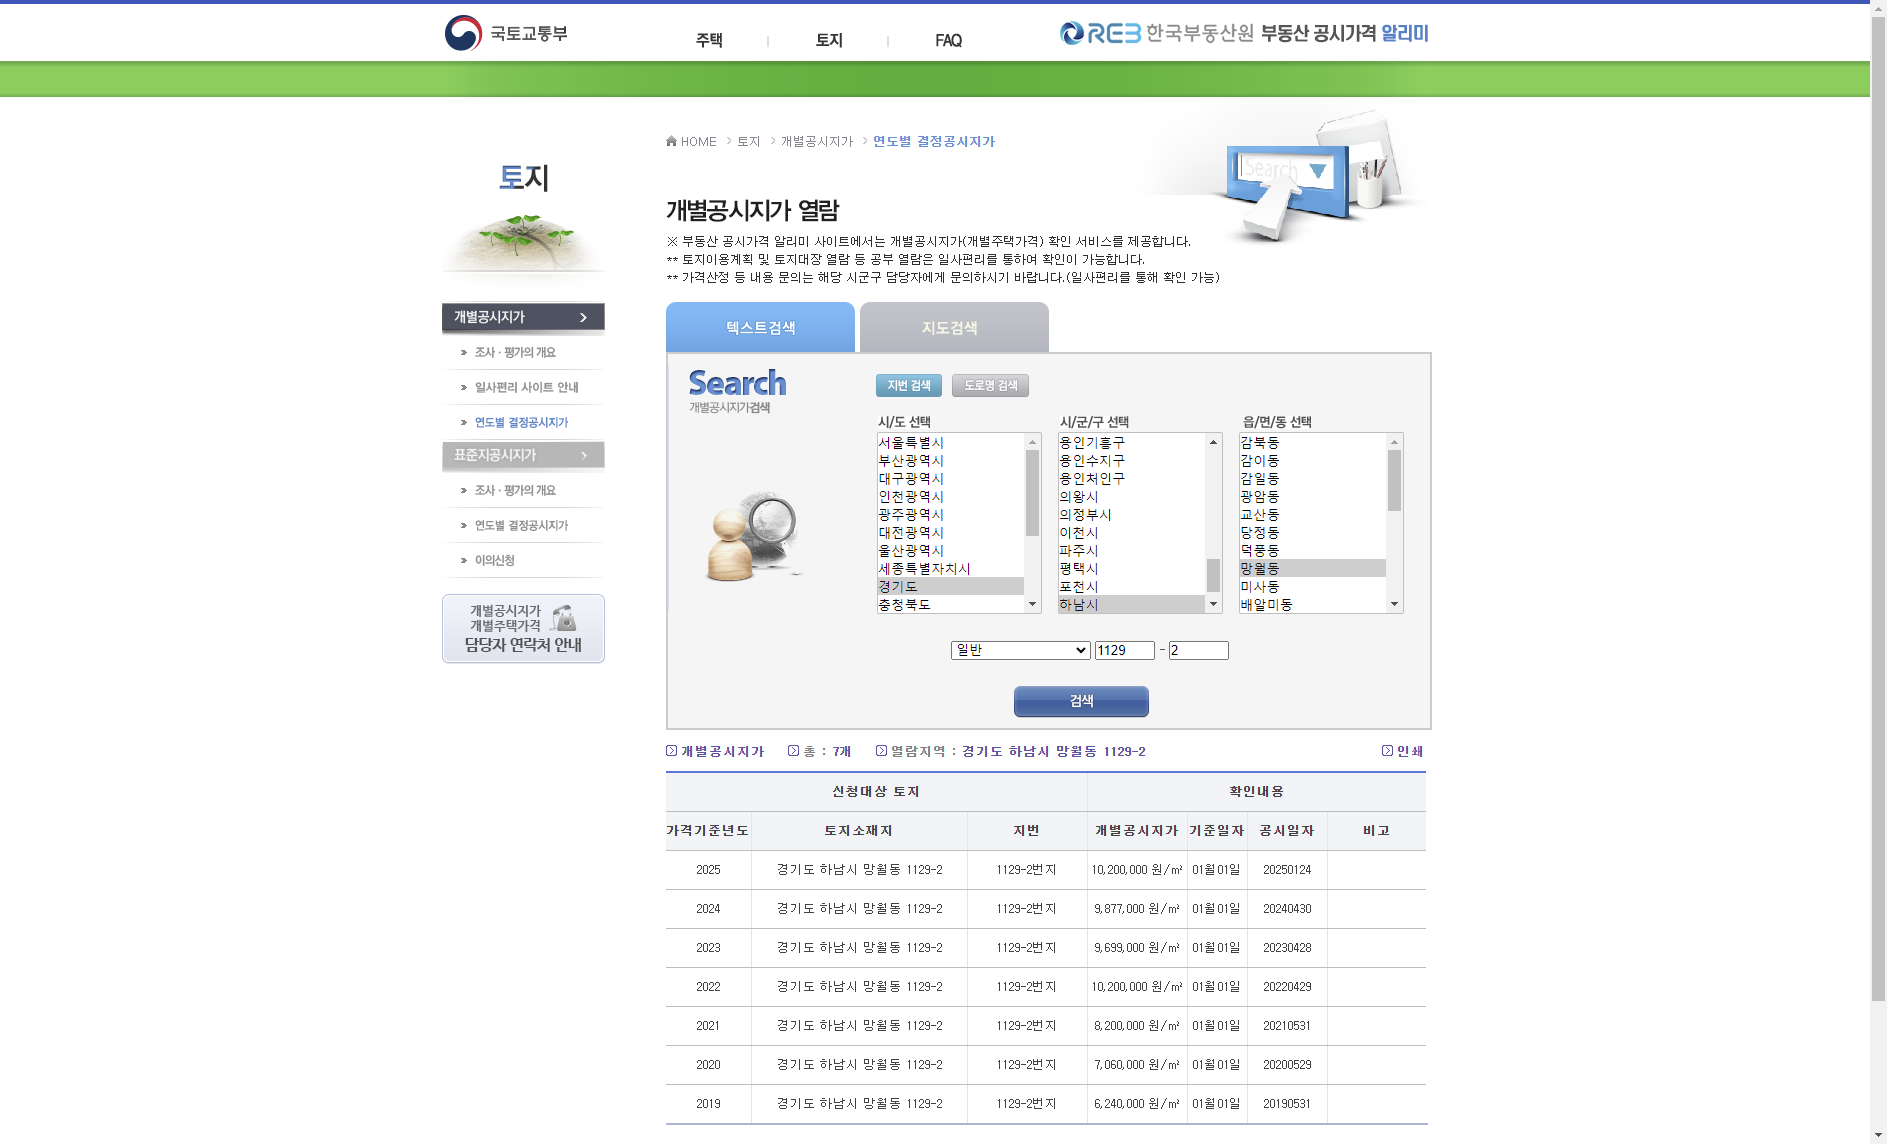 국토교통부
주택
토지
FAQ
REB 한국부동산원 부동산 공시가격 알리미
HOME 토지 개별공시지가 연도별 결정공시지가
토지
Search
개별공시지가 열람
※ 부동산 공시가격 알리미 사이트에서는 개별공시지가(개별주택가격) 확인 서비스를 제공합니다.
** 토지이용계획 및 토지대장 열람 등 공부 열람은 일사편리를 통하여 확인이 가능합니다.
** 가격산정 등 내용 문의는 해당 시군구 담당자에게 문의하시기 바랍니다.(일사편리를 통해 확인 가능)
개별공시지가
» 조사 · 평가의 개요
» 일사편리 사이트 안내
» 연도별 결정공시지가
표준지공시지가
» 조사 · 평가의 개요
» 연도별 결정공시지가
» 이의신청
개별공시지가
개별주택가격
담당자 연락처 안내
텍스트검색
지도검색
Search
개별공시지가검색
지번 검색
도로명 검색
시/도 선택
서울특별시
부산광역시
대구광역시
인천광역시
광주광역시
대전광역시
울산광역시
세종특별자치시
경기도
충청북도
시/군/구 선택
용인기흥구
용인수지구
용인처인구
의왕시
의정부시
이천시
파주시
평택시
포천시
하남시
읍/면/동 선택
감북동
감이동
감일동
광암동
교산동
당정동
덕풍동
망월동
미사동
배알미동
일반 1129 - 2
검색
개별공시지가 총 : 7개 열람지역 : 경기도 하남시 망월동 1129-2 인쇄
신청대상 토지 확인내용
가격기준년도 토지소재지 지번 개별공시지가 기준일자 공시일자 비고
2025 경기도 하남시 망월동 1129-2 1129-2번지 10,200,000 원/㎡ 01월01일 20250124
2024 경기도 하남시 망월동 1129-2 1129-2번지 9,877,000 원/㎡ 01월01일 20240430
2023 경기도 하남시 망월동 1129-2 1129-2번지 9,699,000 원/㎡ 01월01일 20230428
2022 경기도 하남시 망월동 1129-2 1129-2번지 10,200,000 원/㎡ 01월01일 20220429
2021 경기도 하남시 망월동 1129-2 1129-2번지 8,200,000 원/㎡ 01월01일 20210531
2020 경기도 하남시 망월동 1129-2 1129-2번지 7,060,000 원/㎡ 01월01일 20200529
2019 경기도 하남시 망월동 1129-2 1129-2번지 6,240,000 원/㎡ 01월01일 20190531